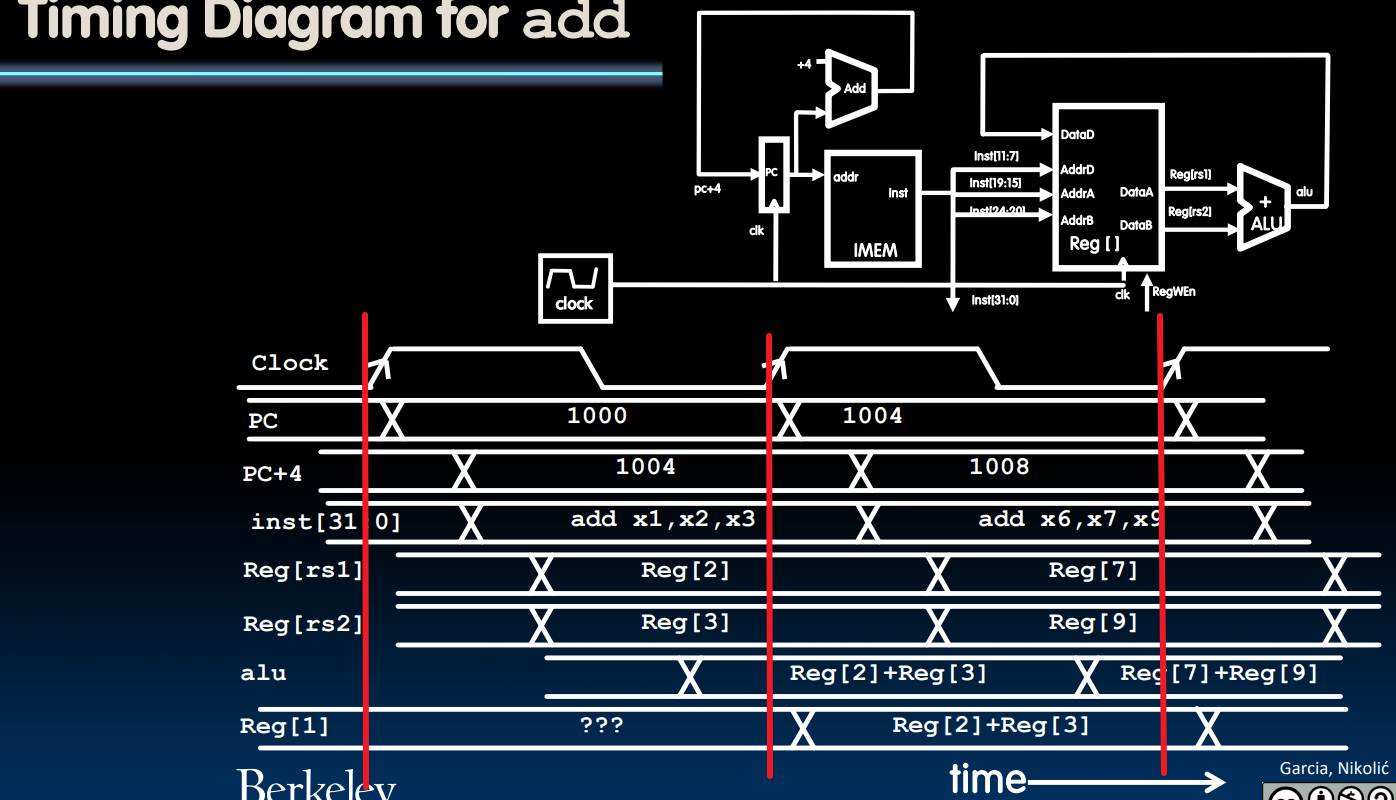 Timing Diagram for add
+4
Add
DataD
Inst[11:7]
PC
addr
AddrD
Reg[rs1]
pc+4
Inst[19:15]
Inst
AddrA
DataA
alu
+
Inst[24:20]
Reg[rs2]
AddrB
DataB
ALU
clk
IMEM
Reg []
clock
Inst[31:0]
clk
RegWEn
Clock
PC 1000 1004
PC+4 1004 1008
inst[31:0] add x1,x2,x3 add x6,x7,x9
Reg[rs1] Reg[2] Reg[7]
Reg[rs2] Reg[3] Reg[9]
alu Reg[2]+Reg[3] Reg[7]+Reg[9]
Reg[1] ??? Reg[2]+Reg[3]
Berkeley
time
Garcia, Nikolić
cc